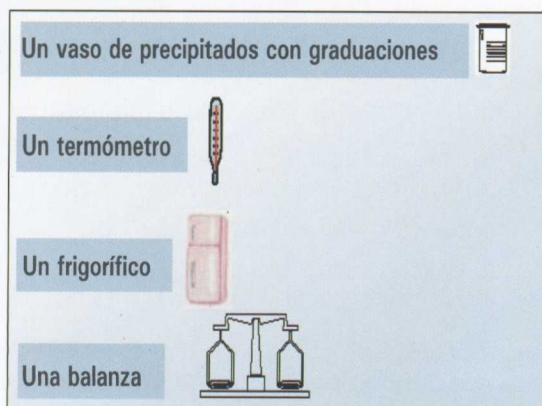 Un vaso de precipitados con graduaciones
Un termómetro
Un frigorífico
Una balanza